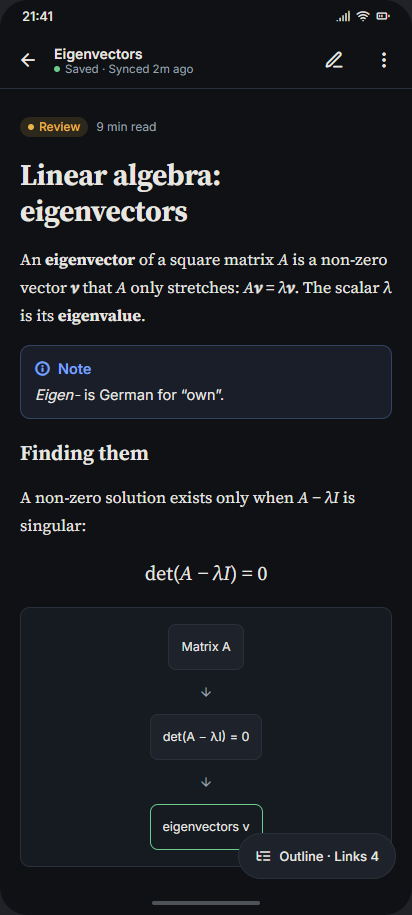 21:41
Eigenvectors
Saved · Synced 2m ago
Review 9 min read
Linear algebra:
eigenvectors
An eigenvector of a square matrix A is a non-zero
vector v that A only stretches: Av = λv. The scalar λ
is its eigenvalue.
Note
Eigen- is German for “own”.
Finding them
A non-zero solution exists only when A − λI is
singular:
det(A − λI) = 0
Matrix A
↓
det(A − λI) = 0
↓
eigenvectors v
Outline · Links 4